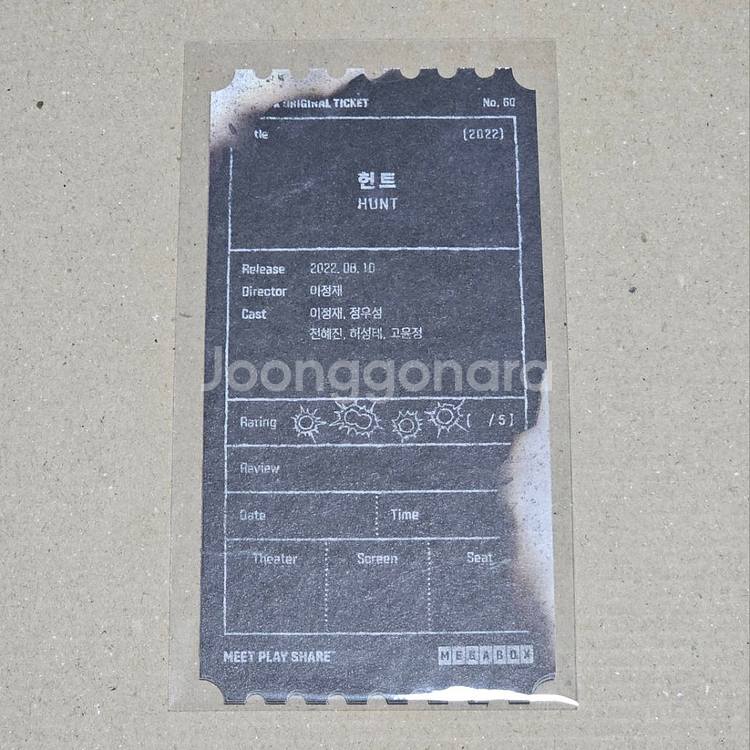 ORIGINAL TICKET No. 60
(2022)
헌트
HUNT
Release 2022. 08. 10
Director 이정재
Cast 이정재, 정우성
전혜진, 허성태, 고윤정
Joonggonara
Rating ( / 5 )
Review
Date Time
Theater Screen Seat
MEET PLAY SHARE™ MEGABOX